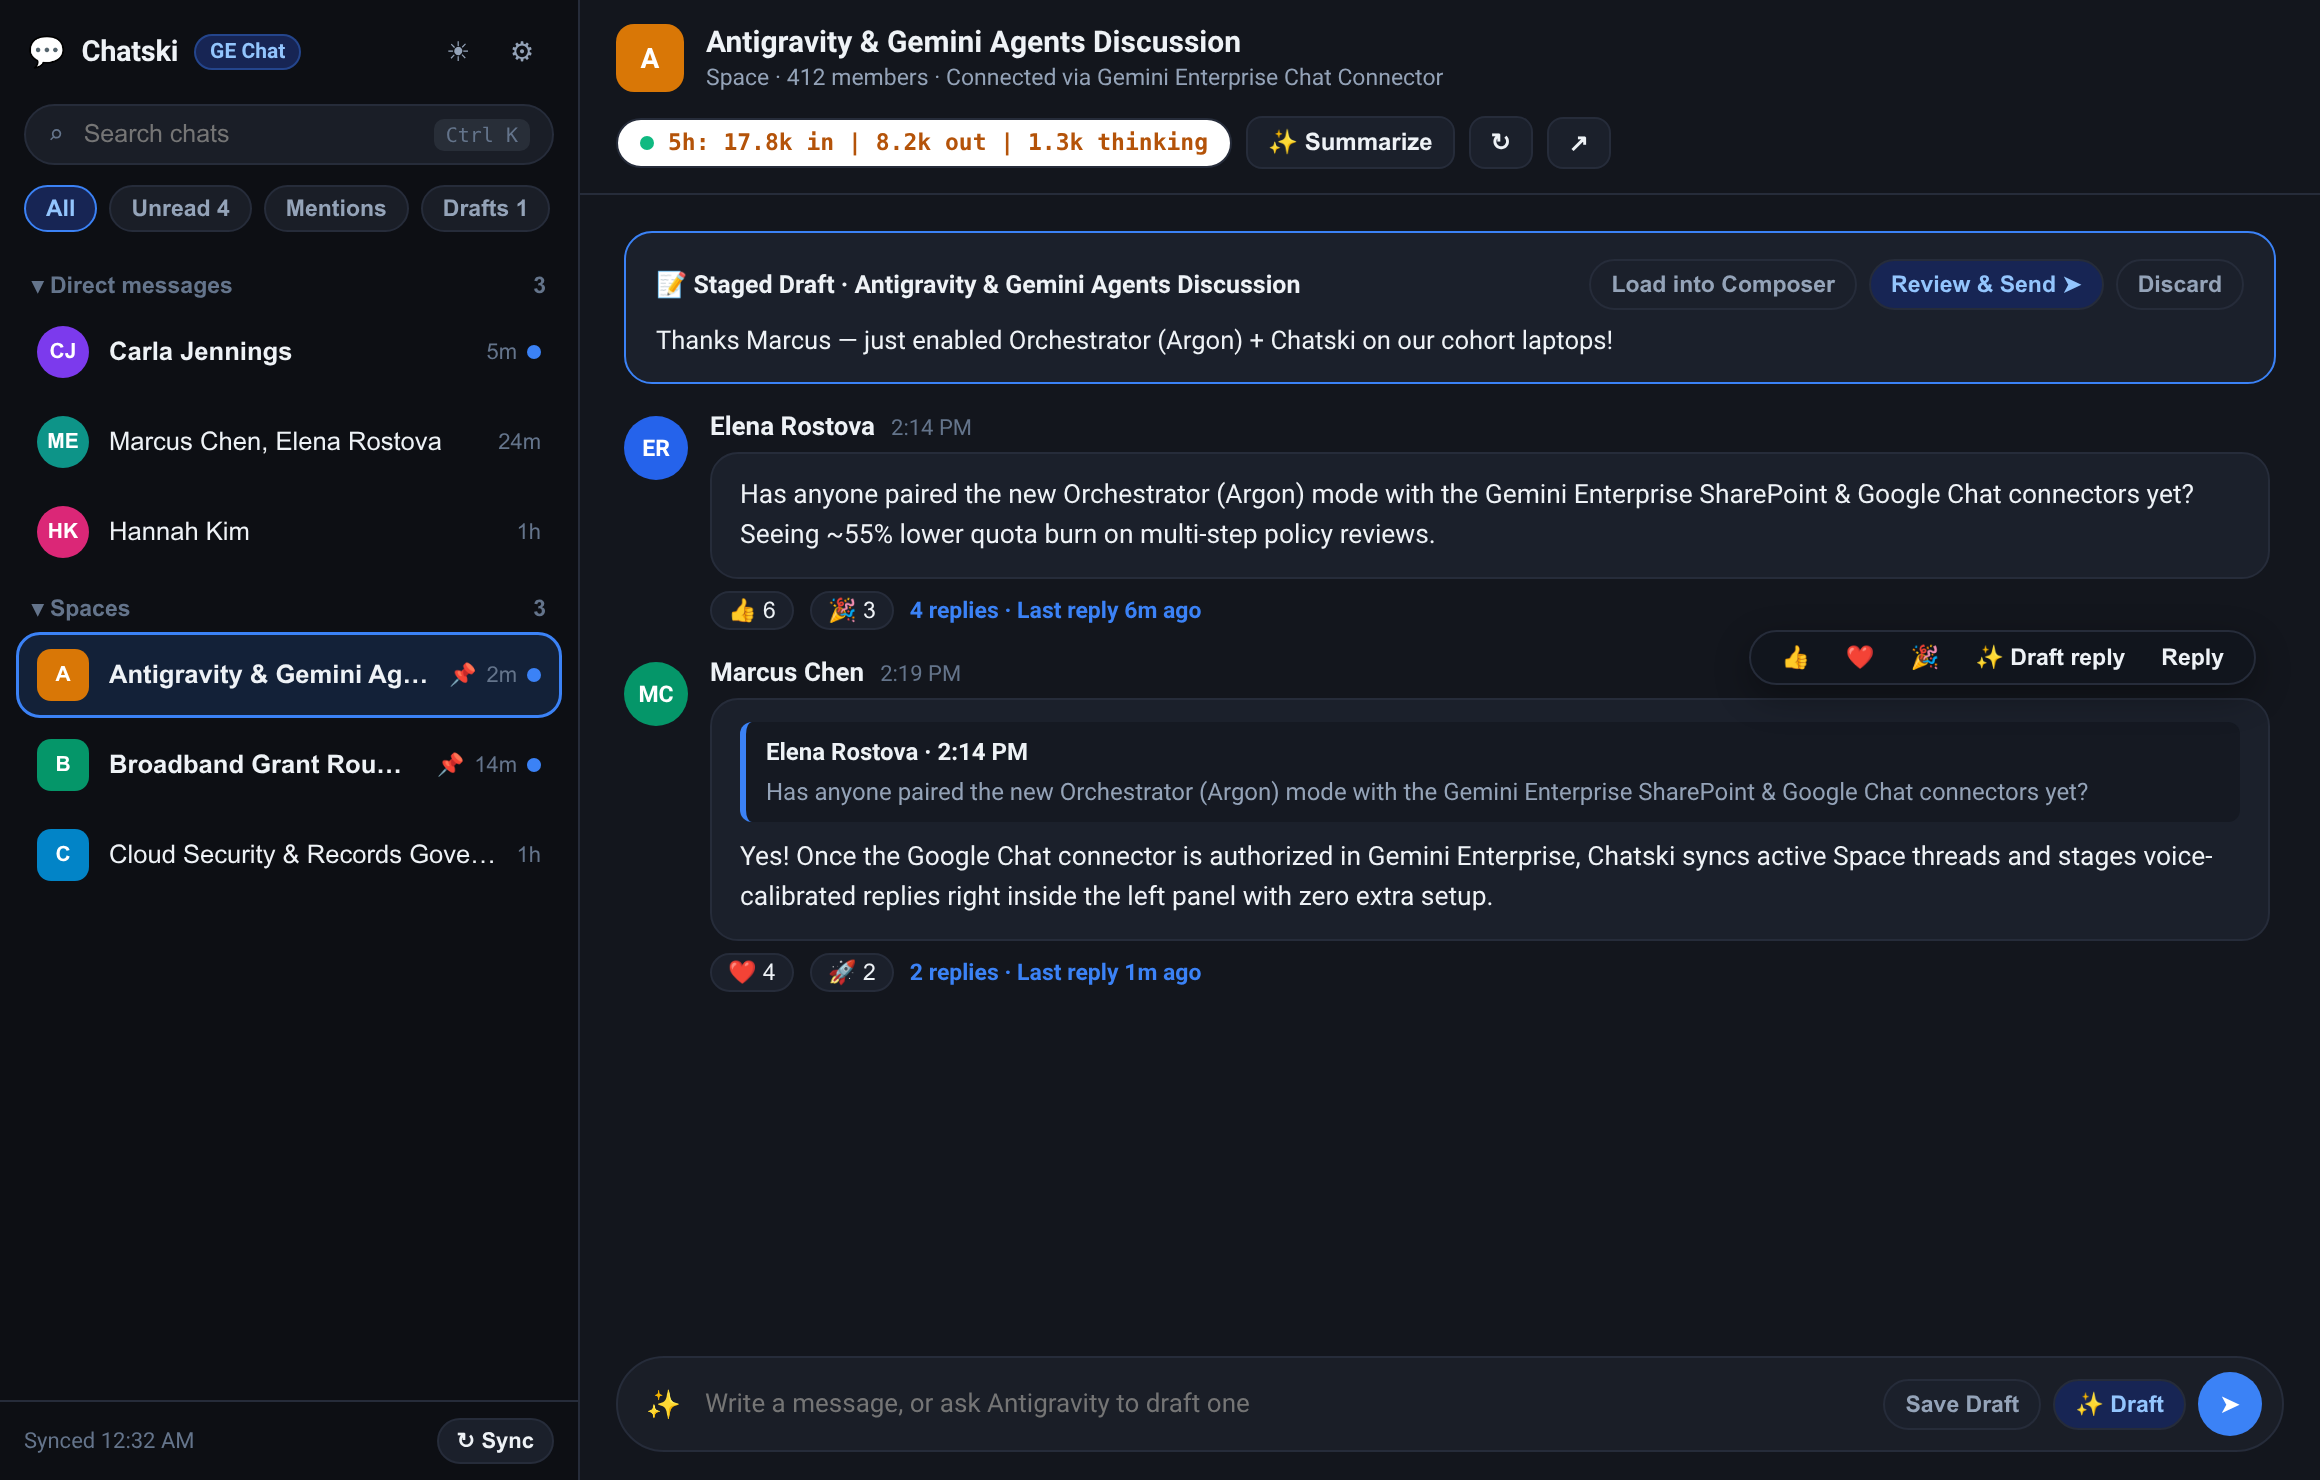 Chatski GE Chat
Search chats Ctrl K
All Unread 4 Mentions Drafts 1
Direct messages 3
CJ Carla Jennings 5m
ME Marcus Chen, Elena Rostova 24m
HK Hannah Kim 1h
Spaces 3
A Antigravity & Gemini Ag... 2m
B Broadband Grant Rou... 14m
C Cloud Security & Records Gove... 1h
Synced 12:32 AM ↻ Sync
A Antigravity & Gemini Agents Discussion
Space · 412 members · Connected via Gemini Enterprise Chat Connector
5h: 17.8k in | 8.2k out | 1.3k thinking ✨ Summarize ↻ ↗
📝 Staged Draft · Antigravity & Gemini Agents Discussion Load into Composer Review & Send ➤ Discard
Thanks Marcus — just enabled Orchestrator (Argon) + Chatski on our cohort laptops!
ER Elena Rostova 2:14 PM
Has anyone paired the new Orchestrator (Argon) mode with the Gemini Enterprise SharePoint & Google Chat connectors yet?
Seeing ~55% lower quota burn on multi-step policy reviews.
👍 6 🎉 3 4 replies · Last reply 6m ago
👍 ❤️ 🎉 ✨ Draft reply Reply
MC Marcus Chen 2:19 PM
Elena Rostova · 2:14 PM
Has anyone paired the new Orchestrator (Argon) mode with the Gemini Enterprise SharePoint & Google Chat connectors yet?
Yes! Once the Google Chat connector is authorized in Gemini Enterprise, Chatski syncs active Space threads and stages voice-
calibrated replies right inside the left panel with zero extra setup.
❤️ 4 🚀 2 2 replies · Last reply 1m ago
✨ Write a message, or ask Antigravity to draft one Save Draft ✨ Draft ➤